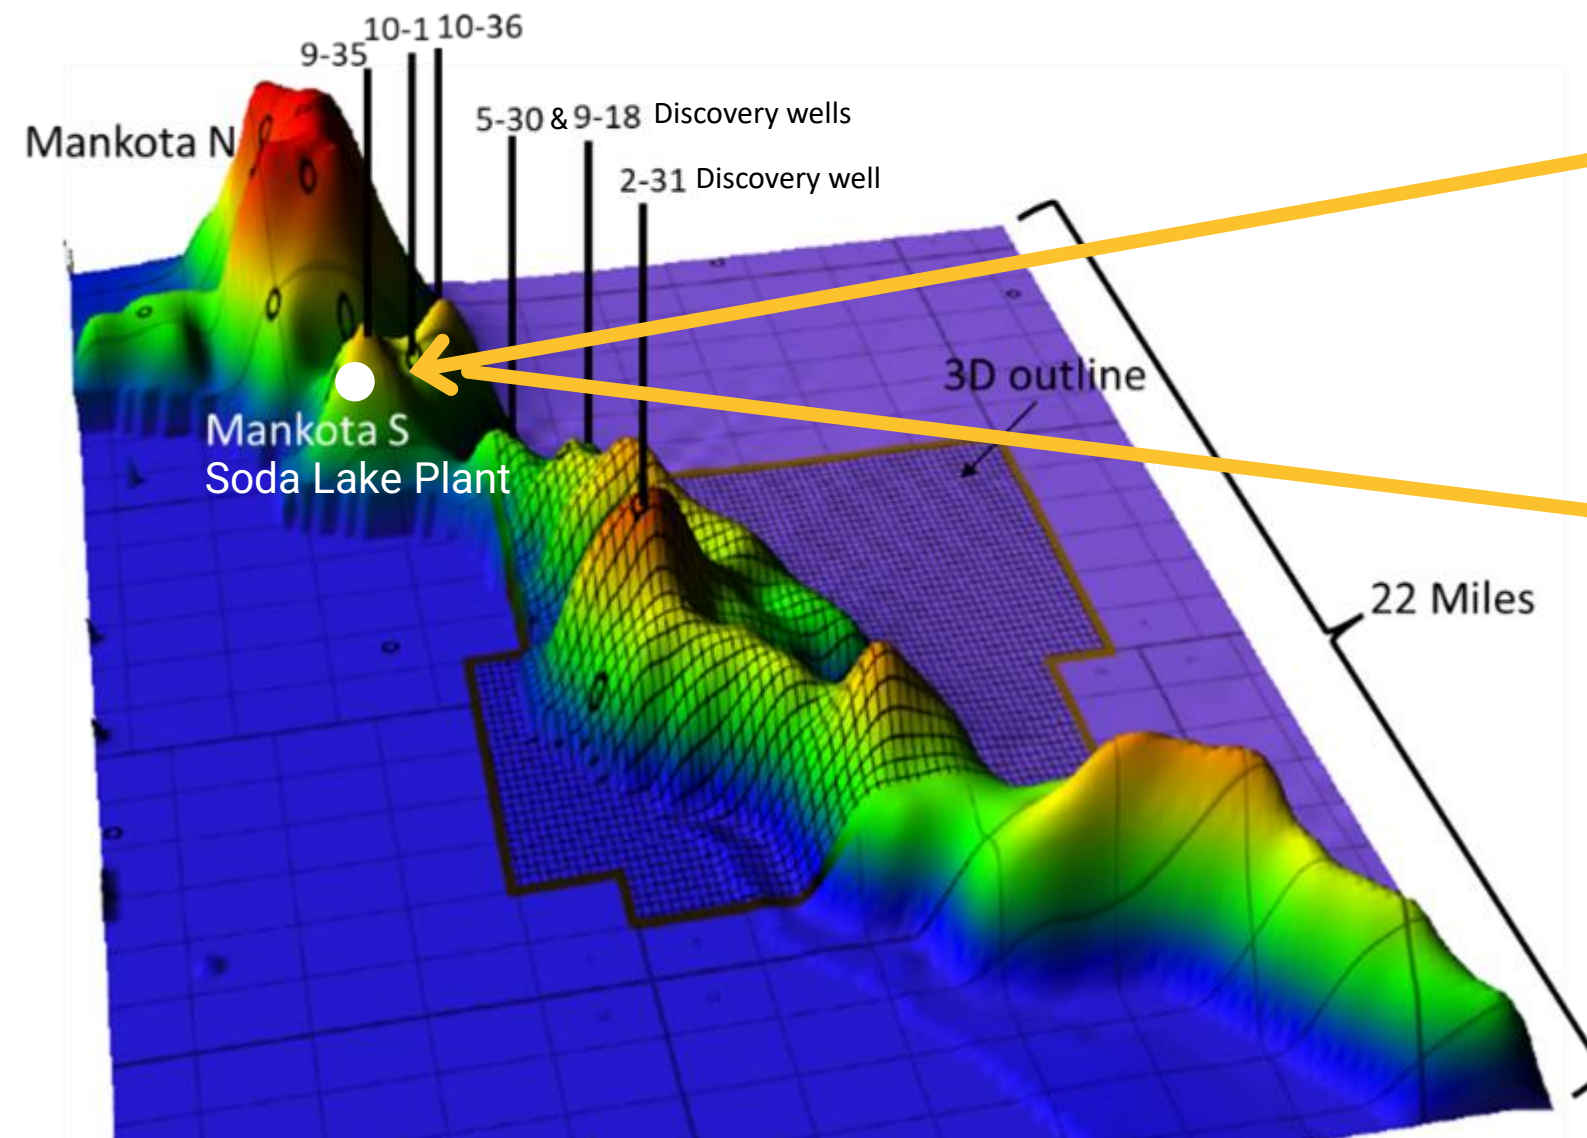 10-1 10-36
9-35
5-30 & 9-18 Discovery wells
Mankota N
2-31 Discovery well
3D outline
Mankota S
Soda Lake Plant
22 Miles